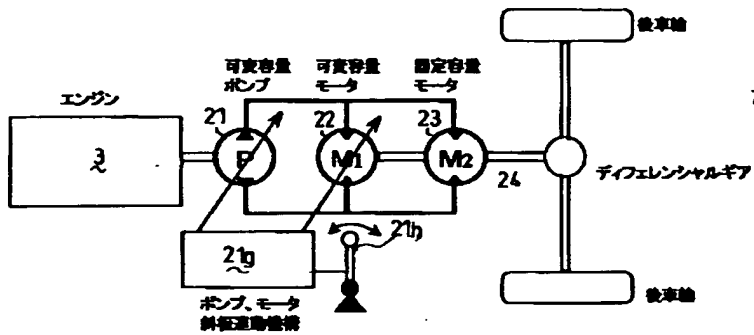 後車輪
可変容量
ポンプ
可変容量
モータ
固定容量
モータ
エンジン
21
22
23
3
P
M1
M2
24
ディフェレンシャルギア
21g
21h
ポンプ、モータ
斜板連動機構
後車輪